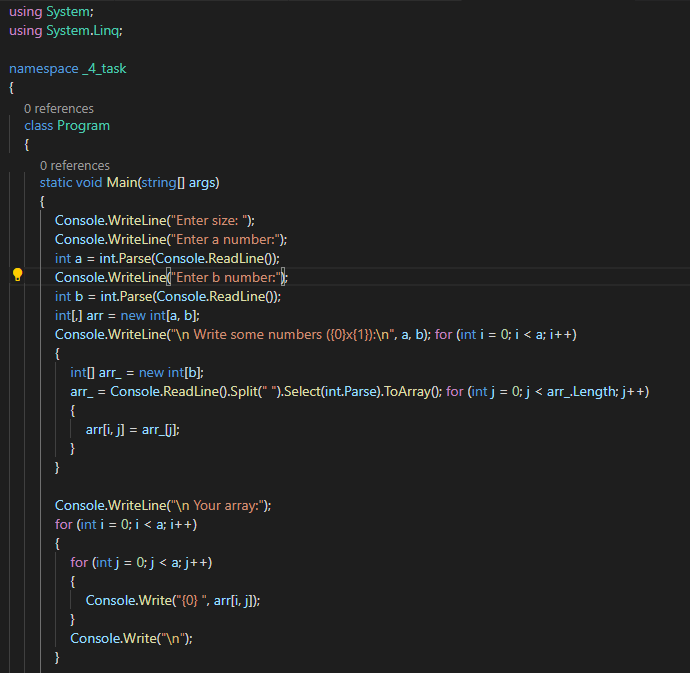 using System;
using System.Linq;
namespace _4_task
{
0 references
class Program
{
0 references
static void Main(string[] args)
{
Console.WriteLine("Enter size: ");
Console.WriteLine("Enter a number:");
int a = int.Parse(Console.ReadLine());
Console.WriteLine("Enter b number:");
int b = int.Parse(Console.ReadLine());
int[,] arr = new int[a, b];
Console.WriteLine("\n Write some numbers ({0}x{1}):\n", a, b); for (int i = 0; i < a; i++)
{
int[] arr_ = new int[b];
arr_ = Console.ReadLine().Split(" ").Select(int.Parse).ToArray(); for (int j = 0; j < arr_.Length; j++)
{
arr[i, j] = arr_[j];
}
}
Console.WriteLine("\n Your array:");
for (int i = 0; i < a; i++)
{
for (int j = 0; j < a; j++)
{
Console.Write("{0} ", arr[i, j]);
}
Console.Write("\n");
}